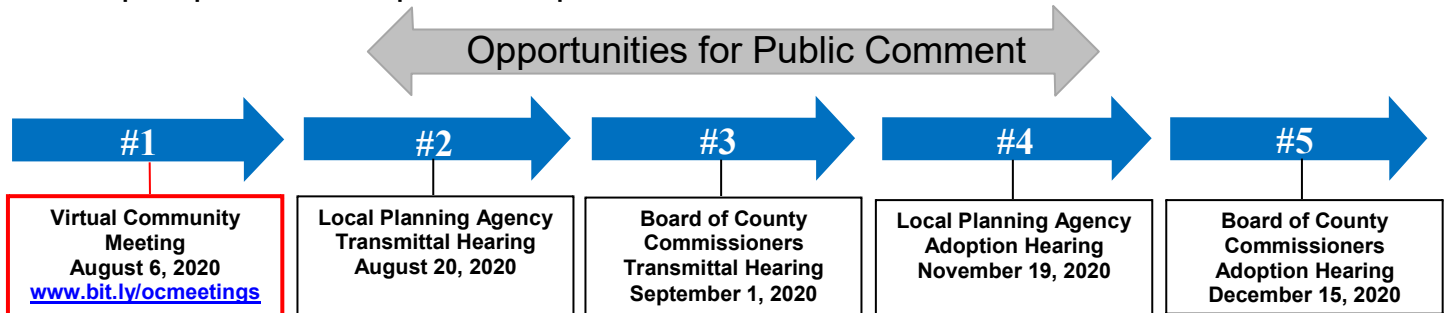 Opportunities for Public Comment
#1
#2
#3
#4
#5
Virtual Community
Meeting
August 6, 2020
www.bit.ly/ocmeetings
Local Planning Agency
Transmittal Hearing
August 20, 2020
Board of County
Commissioners
Transmittal Hearing
September 1, 2020
Local Planning Agency
Adoption Hearing
November 19, 2020
Board of County
Commissioners
Adoption Hearing
December 15, 2020